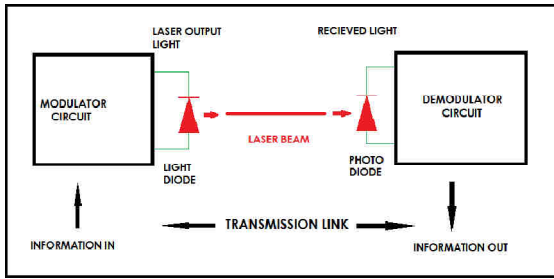 LASER OUTPUT
LIGHT
RECIEVED LIGHT
MODULATOR
CIRCUIT
DEMODULATOR
CIRCUIT
LASER BEAM
LIGHT
DIODE
PHOTO
DIODE
TRANSMISSION LINK
INFORMATION IN
INFORMATION OUT